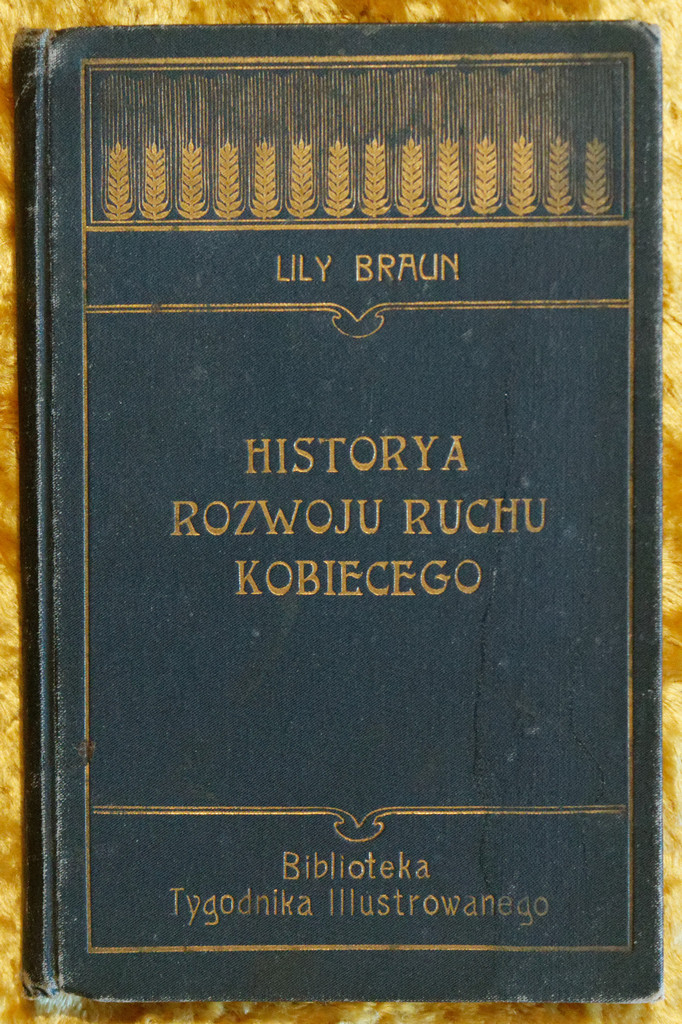 LILY BRAUN
HISTORYA
ROZWOJU RUCHU
KOBIECEGO
Biblioteka
Tygodnika Illustrowanego